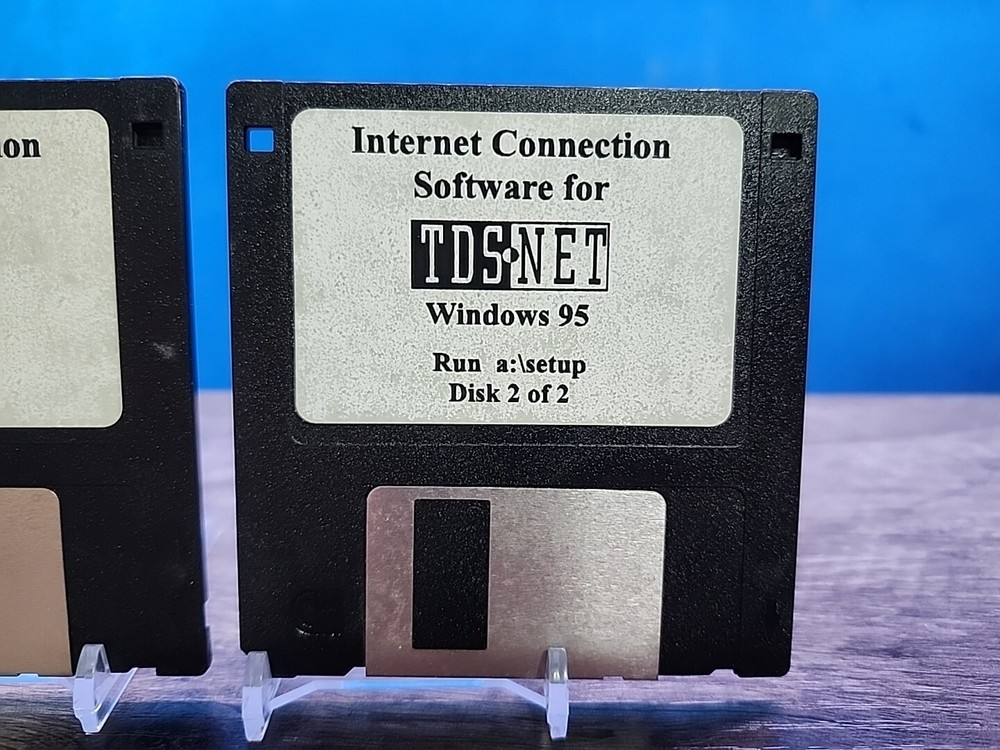 Internet Connection
Software for
TDS·NET
Windows 95
Run a:\setup
Disk 2 of 2